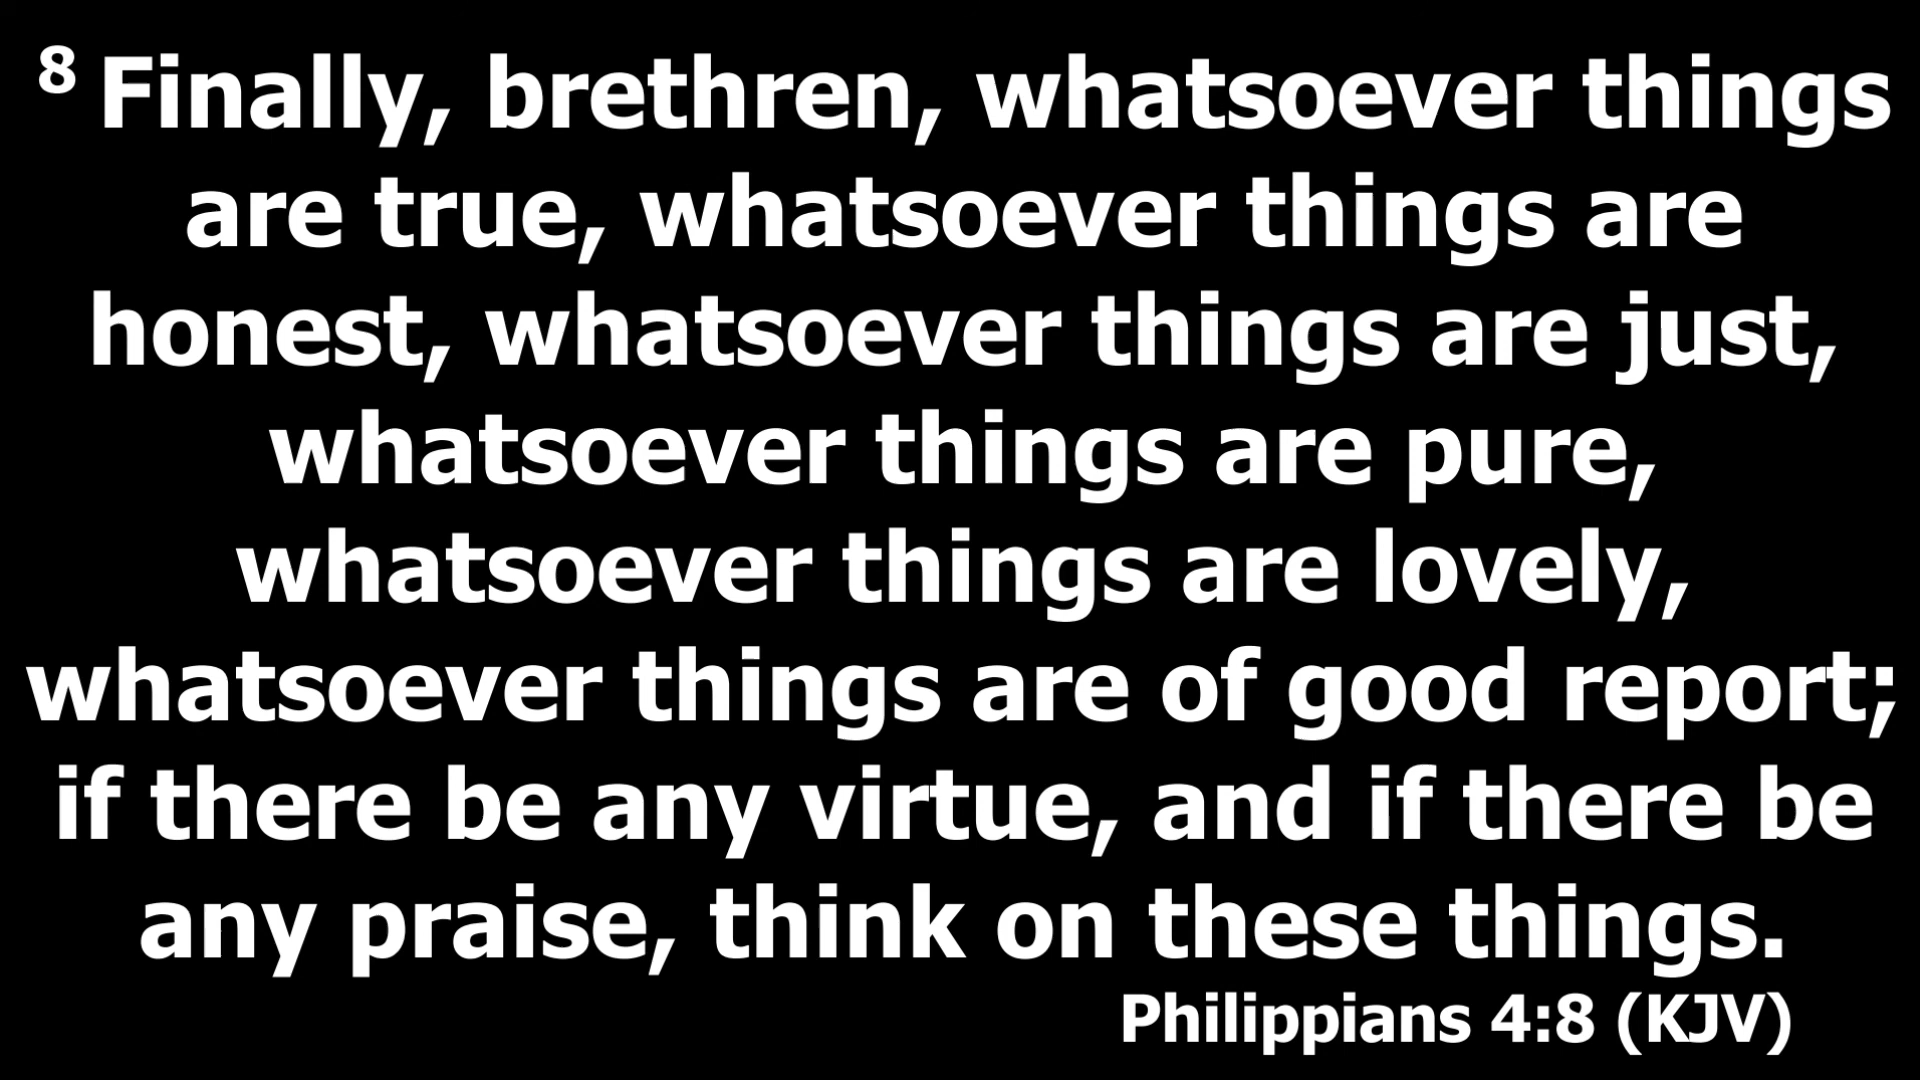 8 Finally, brethren, whatsoever things
are true, whatsoever things are
honest, whatsoever things are just,
whatsoever things are pure,
whatsoever things are lovely,
whatsoever things are of good report;
if there be any virtue, and if there be
any praise, think on these things.
Philippians 4:8 (KJV)